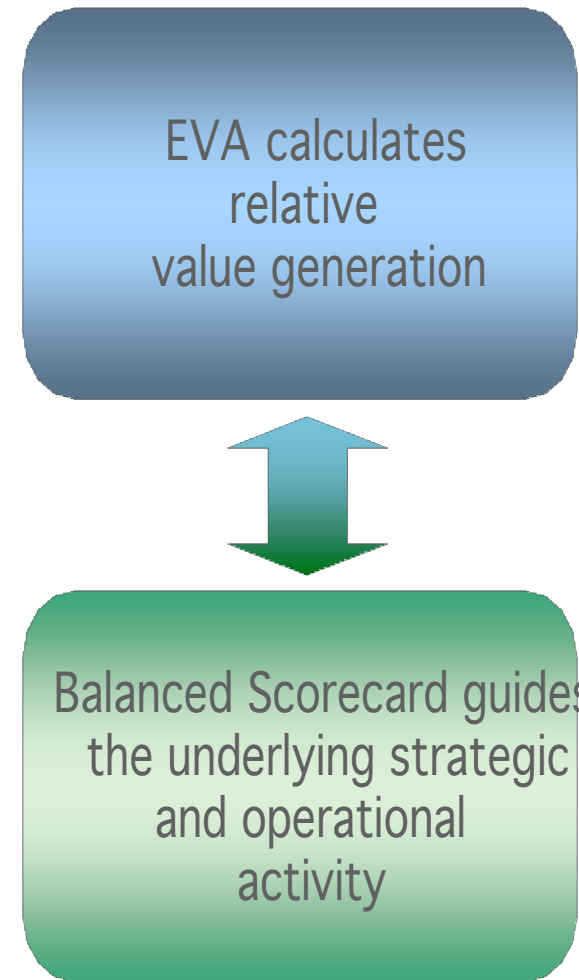 EVA calculates
relative
value generation
Balanced Scorecard guides
the underlying strategic
and operational
activity